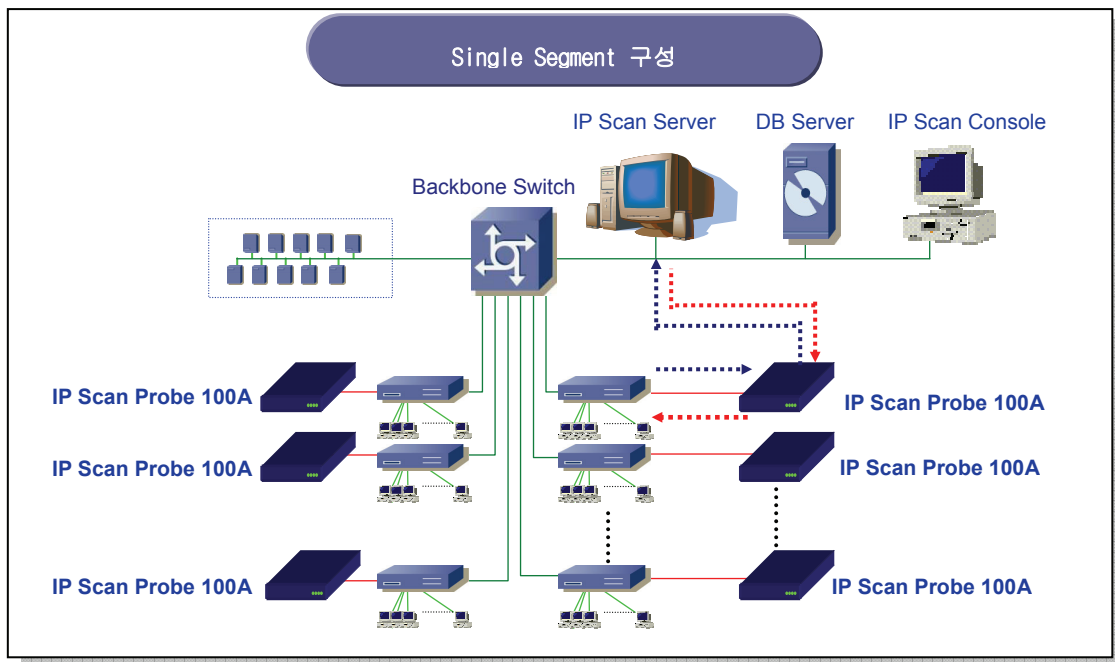 Single Segment 구성
IP Scan Server
DB Server
IP Scan Console
Backbone Switch
IP Scan Probe 100A
IP Scan Probe 100A
IP Scan Probe 100A
IP Scan Probe 100A
IP Scan Probe 100A
IP Scan Probe 100A